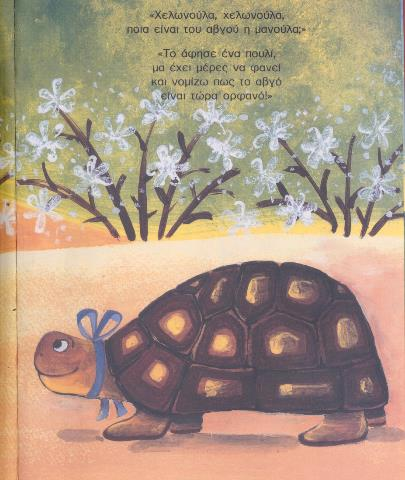 «Χελωνούλα, χελωνούλα,
ποια είναι του αβγού η μανούλα;»
«Το άφησε ένα πουλί,
μα έχει μέρες να φανεί
και νομίζω πως το αβγό
είναι τώρα ορφανό!»